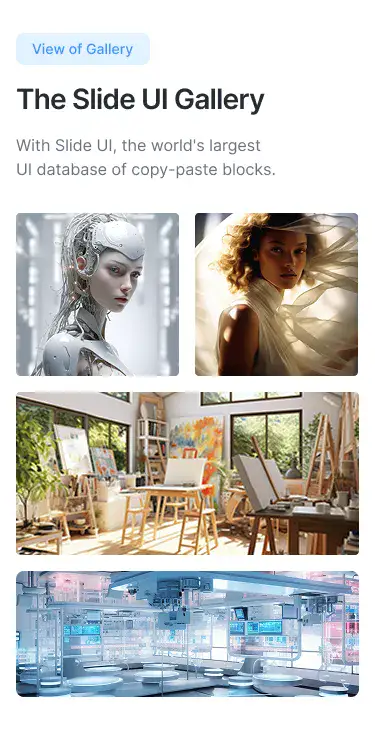 View of Gallery
The Slide UI Gallery
With Slide UI, the world's largest
UI database of copy-paste blocks.